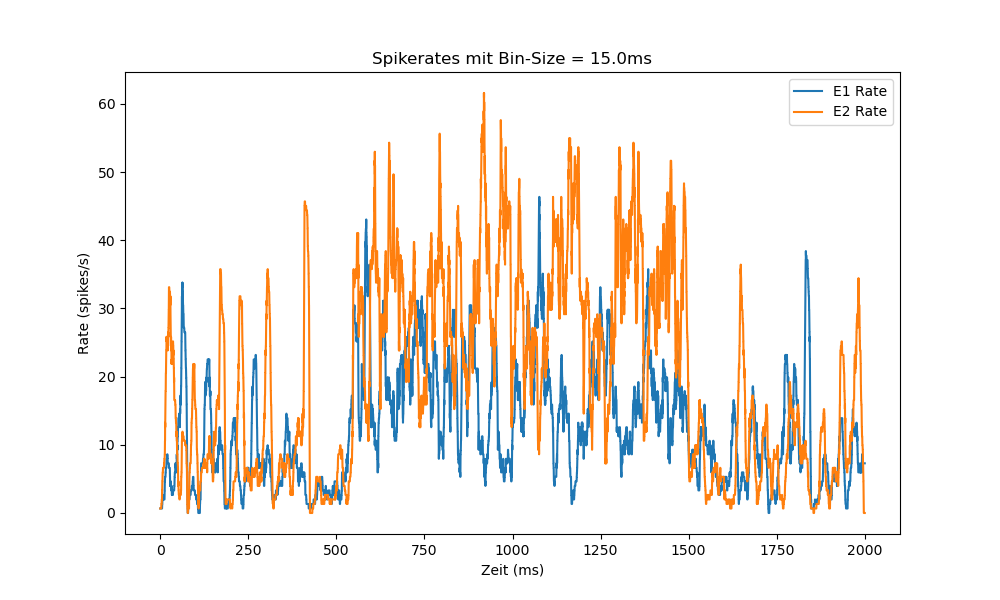 Spikerates mit Bin-Size = 15.0ms
E1 Rate
E2 Rate
Rate (spikes/s)
60
50
40
30
20
10
0
0 250 500 750 1000 1250 1500 1750 2000
Zeit (ms)